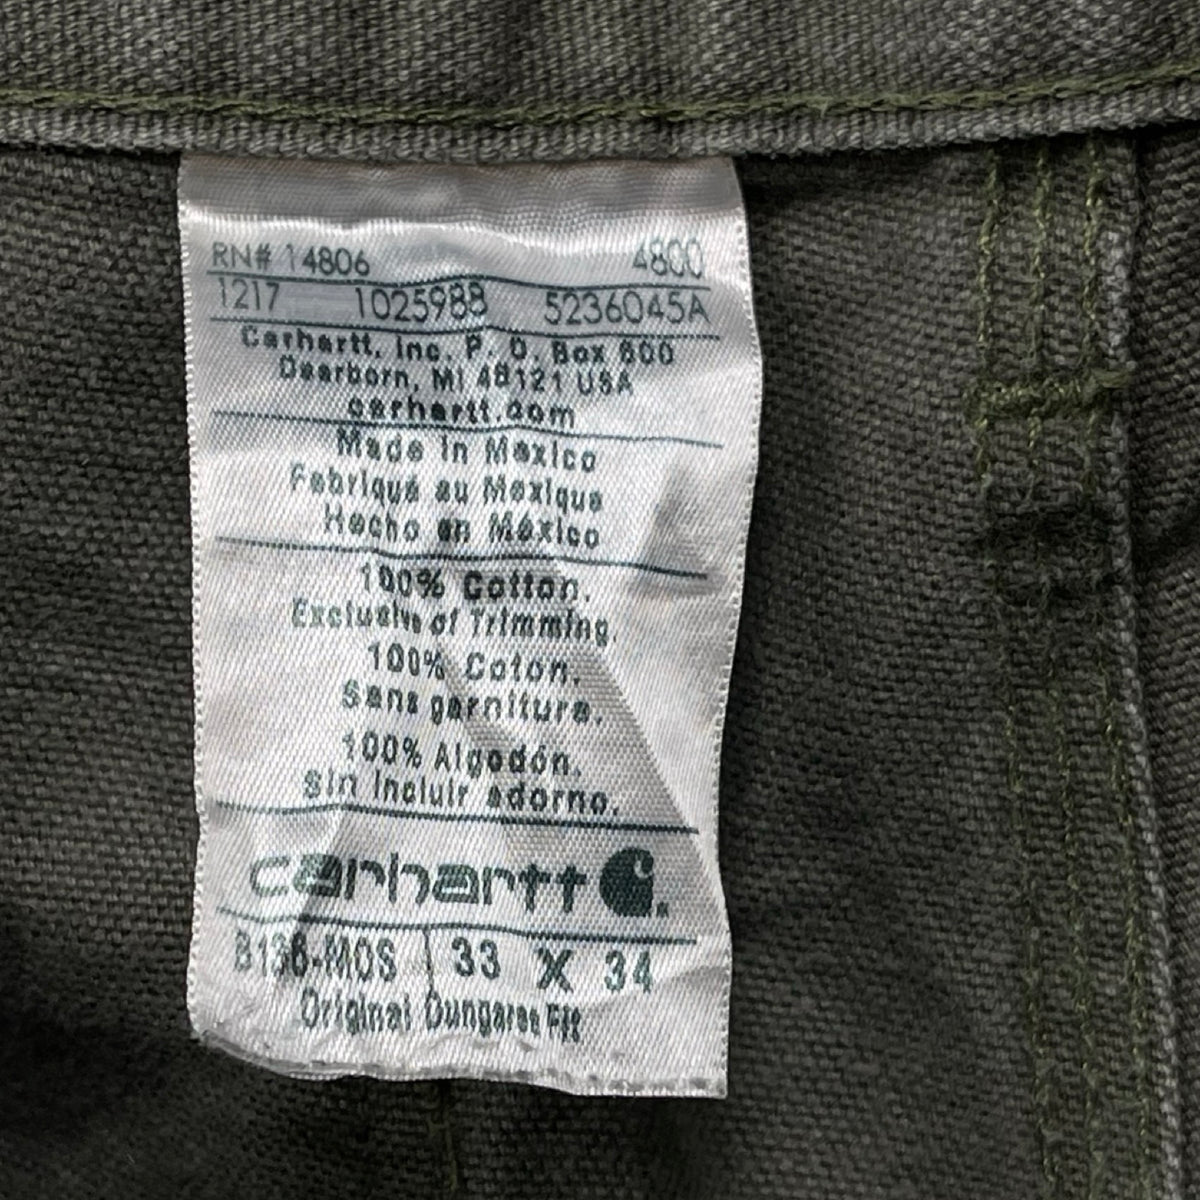 RN# 14806 4800
1217 1025988 5236045A
Carhartt, Inc. P. O. Box 600
Dearborn, MI 48121 USA
carhartt.com
Made in Mexico
Fabriqué au Mexique
Hecho en México
100% Cotton.
Exclusive of Trimming.
100% Coton.
Sans garniture.
100% Algodón.
Sin incluir adorno.
carhartt
B136-MOS 33 X 34
Original Dungaree Fit